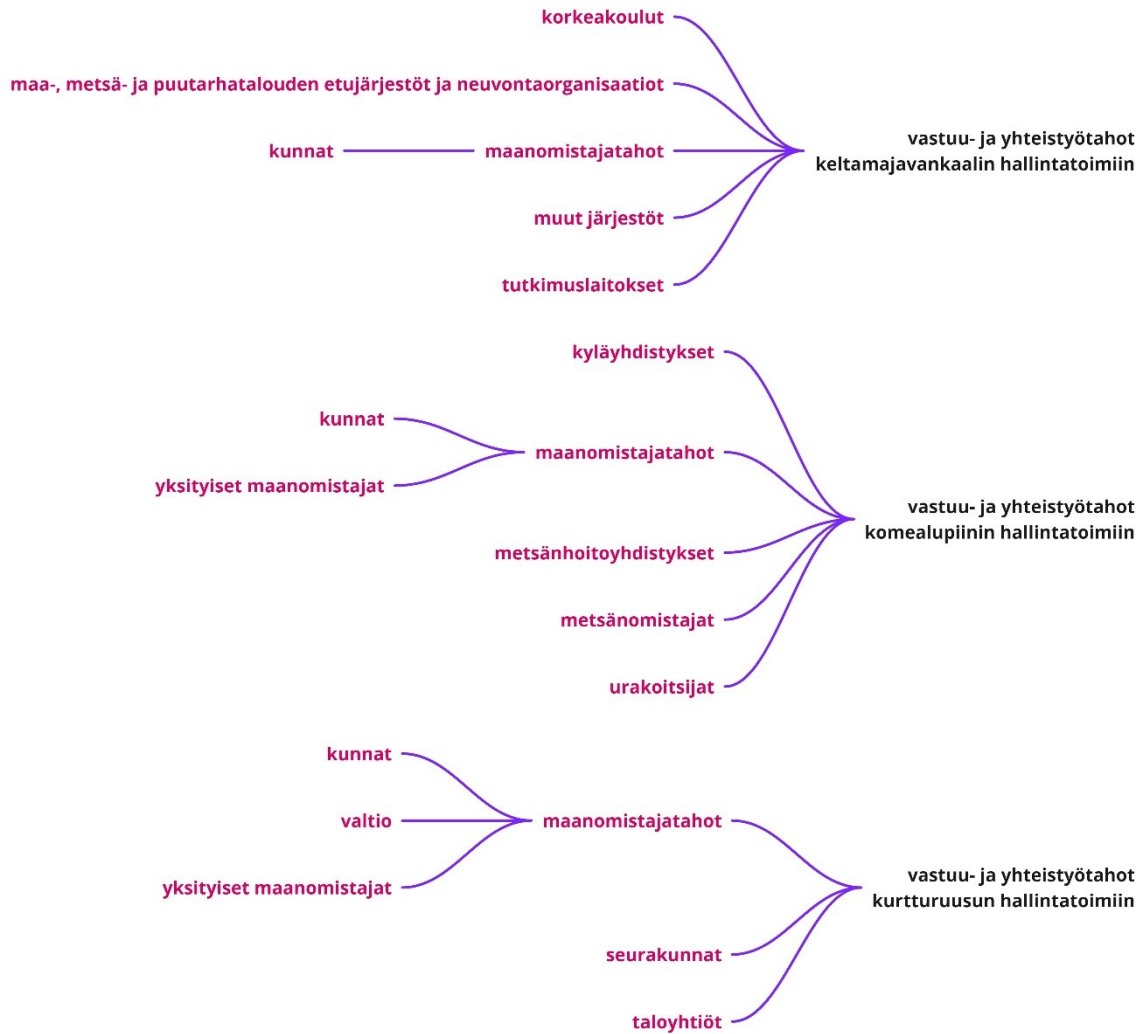 korkeakoulut
maa-, metsä- ja puutarhatalouden etujärjestöt ja neuvontaorganisaatiot
kunnat
maanomistajatahot
vastuu- ja yhteistyötahot
keltamajavankaalin hallintatoimiin
muut järjestöt
tutkimuslaitokset
kyläyhdistykset
kunnat
maanomistajatahot
yksityiset maanomistajat
vastuu- ja yhteistyötahot
komealupiinin hallintatoimiin
metsänhoitoyhdistykset
metsänomistajat
urakoitsijat
kunnat
valtio
maanomistajatahot
yksityiset maanomistajat
vastuu- ja yhteistyötahot
kurtturuusun hallintatoimiin
seurakunnat
taloyhtiöt